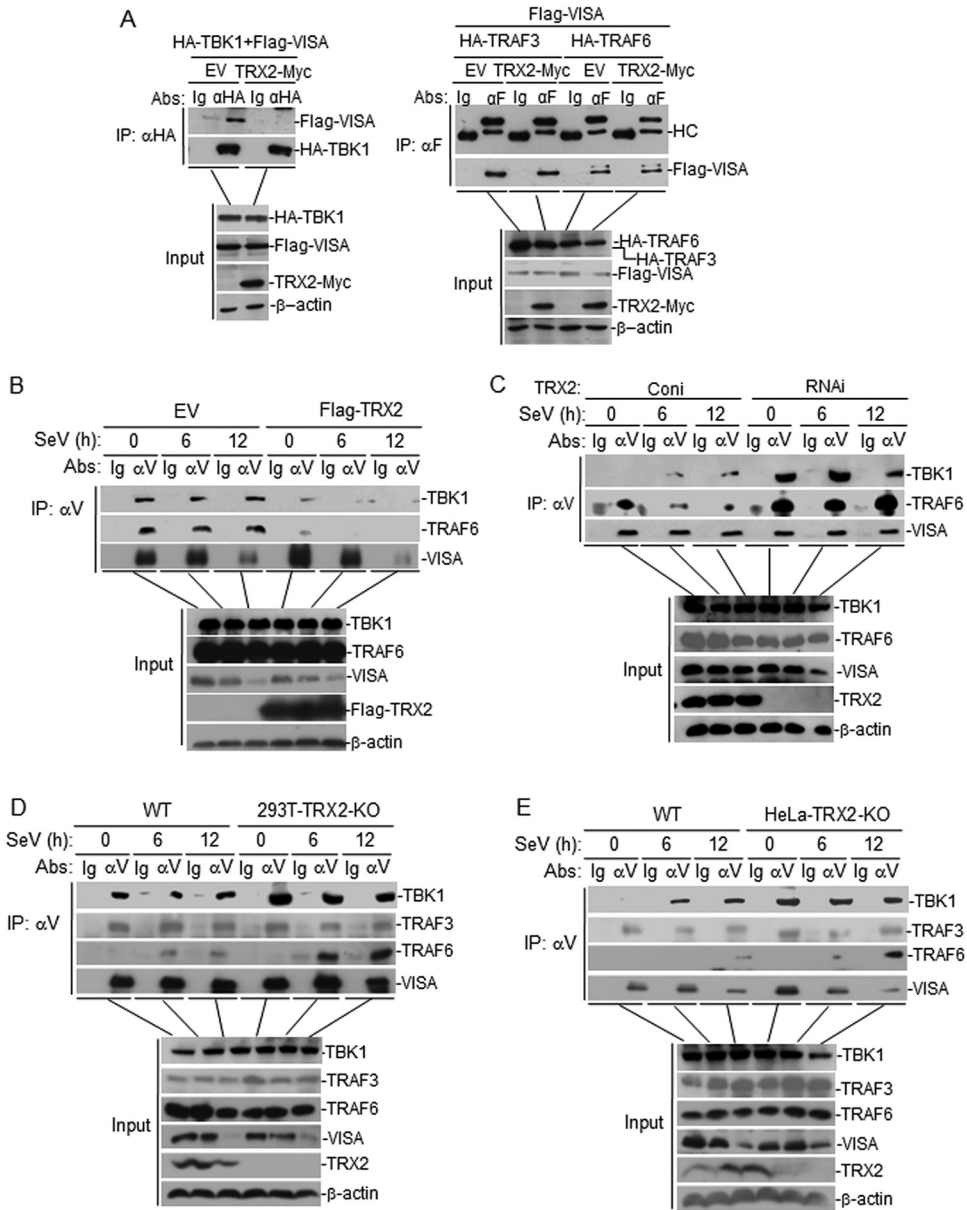 A
HA-TBK1+Flag-VISA
EV TRX2-Myc
Abs: Ig αHA Ig αHA
IP: αHA
-Flag-VISA
-HA-TBK1
Input
-HA-TBK1
-Flag-VISA
-TRX2-Myc
-β-actin
Flag-VISA
HA-TRAF3 HA-TRAF6
EV TRX2-Myc EV TRX2-Myc
Abs: Ig αF Ig αF Ig αF Ig αF
IP: αF
-HC
-Flag-VISA
Input
-HA-TRAF6
HA-TRAF3
-Flag-VISA
-TRX2-Myc
-β-actin
B
EV Flag-TRX2
SeV (h): 0 6 12 0 6 12
Abs: Ig αV Ig αV Ig αV Ig αV Ig αV Ig αV
IP: αV
-TBK1
-TRAF6
-VISA
Input
-TBK1
-TRAF6
-VISA
-Flag-TRX2
-β-actin
C
TRX2: Coni RNAi
SeV (h): 0 6 12 0 6 12
Abs: Ig αV Ig αV Ig αV Ig αV Ig αV Ig αV
IP: αV
-TBK1
-TRAF6
-VISA
Input
-TBK1
-TRAF6
-VISA
-TRX2
-β-actin
D
WT 293T-TRX2-KO
SeV (h): 0 6 12 0 6 12
Abs: Ig αV Ig αV Ig αV Ig αV Ig αV Ig αV
IP: αV
-TBK1
-TRAF3
-TRAF6
-VISA
Input
-TBK1
-TRAF3
-TRAF6
-VISA
-TRX2
-β-actin
E
WT HeLa-TRX2-KO
SeV (h): 0 6 12 0 6 12
Abs: Ig αV Ig αV Ig αV Ig αV Ig αV Ig αV
IP: αV
-TBK1
-TRAF3
-TRAF6
-VISA
Input
-TBK1
-TRAF3
-TRAF6
-VISA
-TRX2
-β-actin